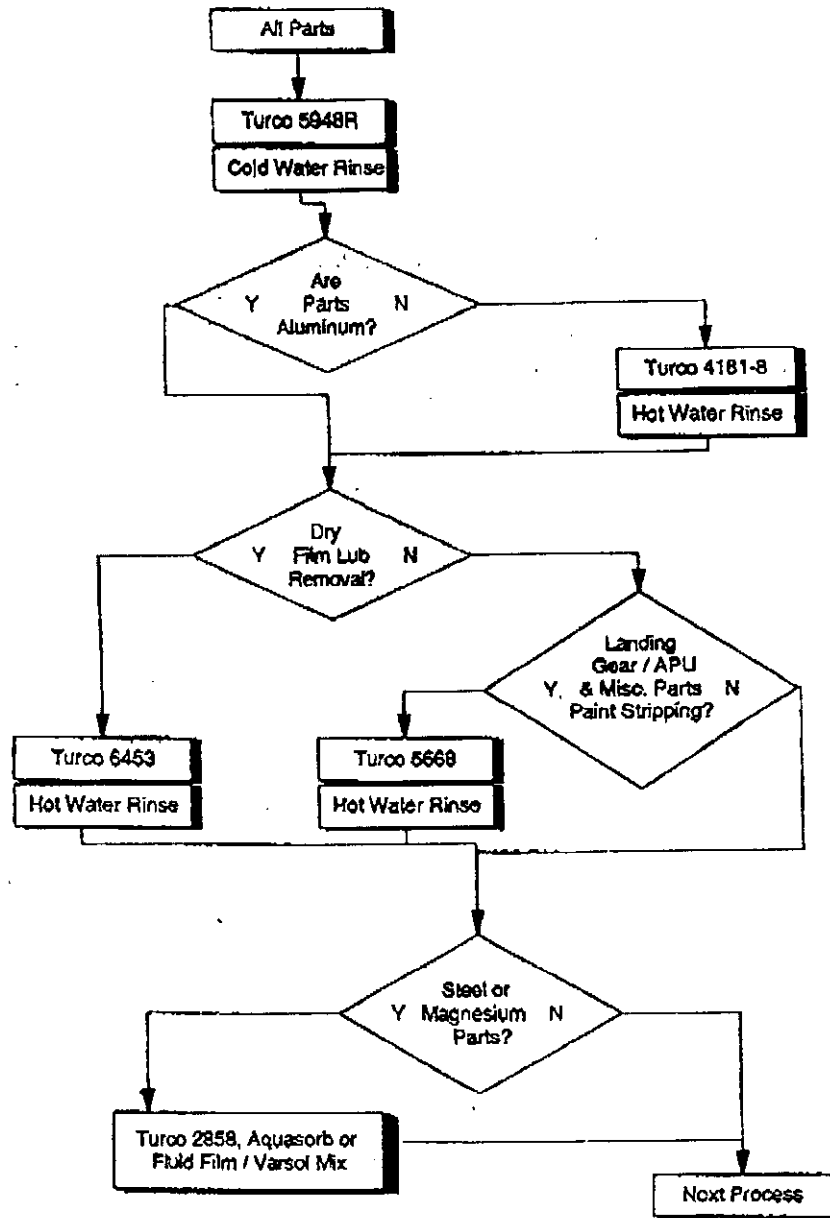 All Parts
Turco 5948R
Cold Water Rinse
Are
Y Parts N
Aluminum?
Turco 4181-8
Hot Water Rinse
Dry
Y Film Lub N
Removal?
Landing
Gear / APU
Y, & Misc. Parts N
Paint Stripping?
Turco 6453
Hot Water Rinse
Turco 5668
Hot Water Rinse
Steel or
Y Magnesium N
Parts?
Turco 2858, Aquasorb or
Fluid Film / Varsol Mix
Next Process